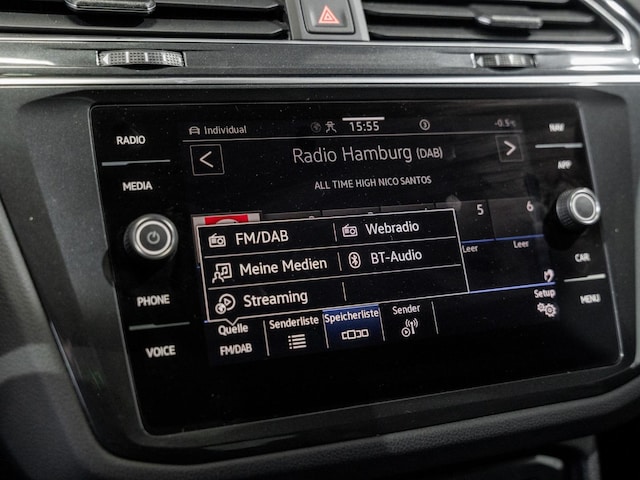 Individual 15:55 -0.5°C
RADIO NAV
Radio Hamburg (DAB)
MEDIA APP
ALL TIME HIGH NICO SANTOS
5 6
Leer Leer
FM/DAB Webradio
Meine Medien BT-Audio
Streaming
PHONE CAR
VOICE MENU
Quelle Senderliste Speicherliste Sender Setup
FM/DAB